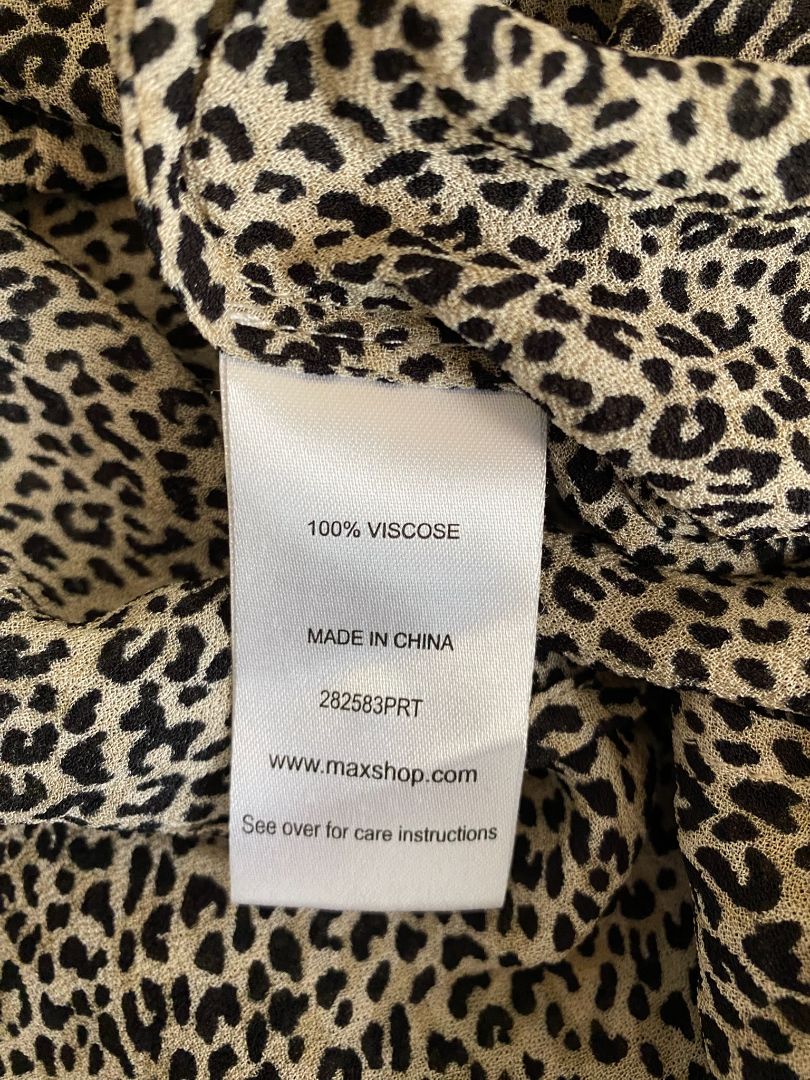 100% VISCOSE
MADE IN CHINA
282583PRT
www.maxshop.com
See over for care instructions